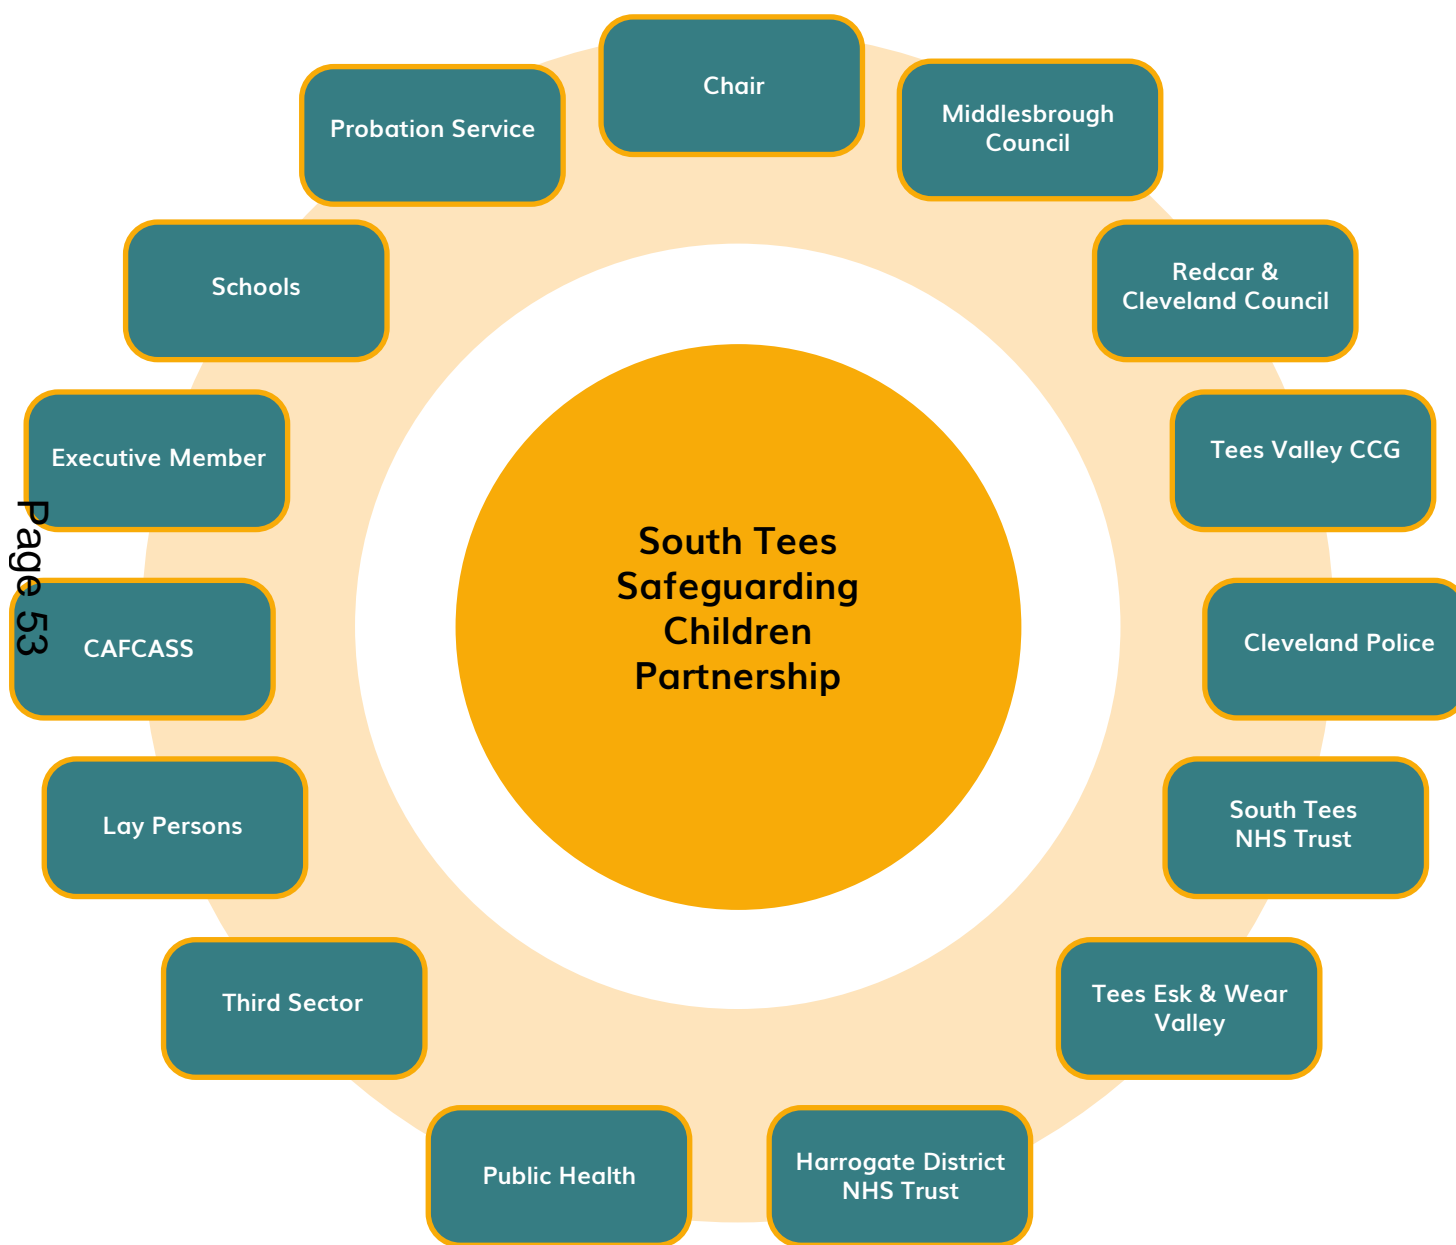 Chair
Middlesbrough
Council
Redcar &
Cleveland Council
Tees Valley CCG
Cleveland Police
South Tees
NHS Trust
Tees Esk & Wear
Valley
Harrogate District
NHS Trust
Public Health
Third Sector
Lay Persons
CAFCASS
Executive Member
Schools
Probation Service
South Tees
Safeguarding
Children
Partnership
Page 53